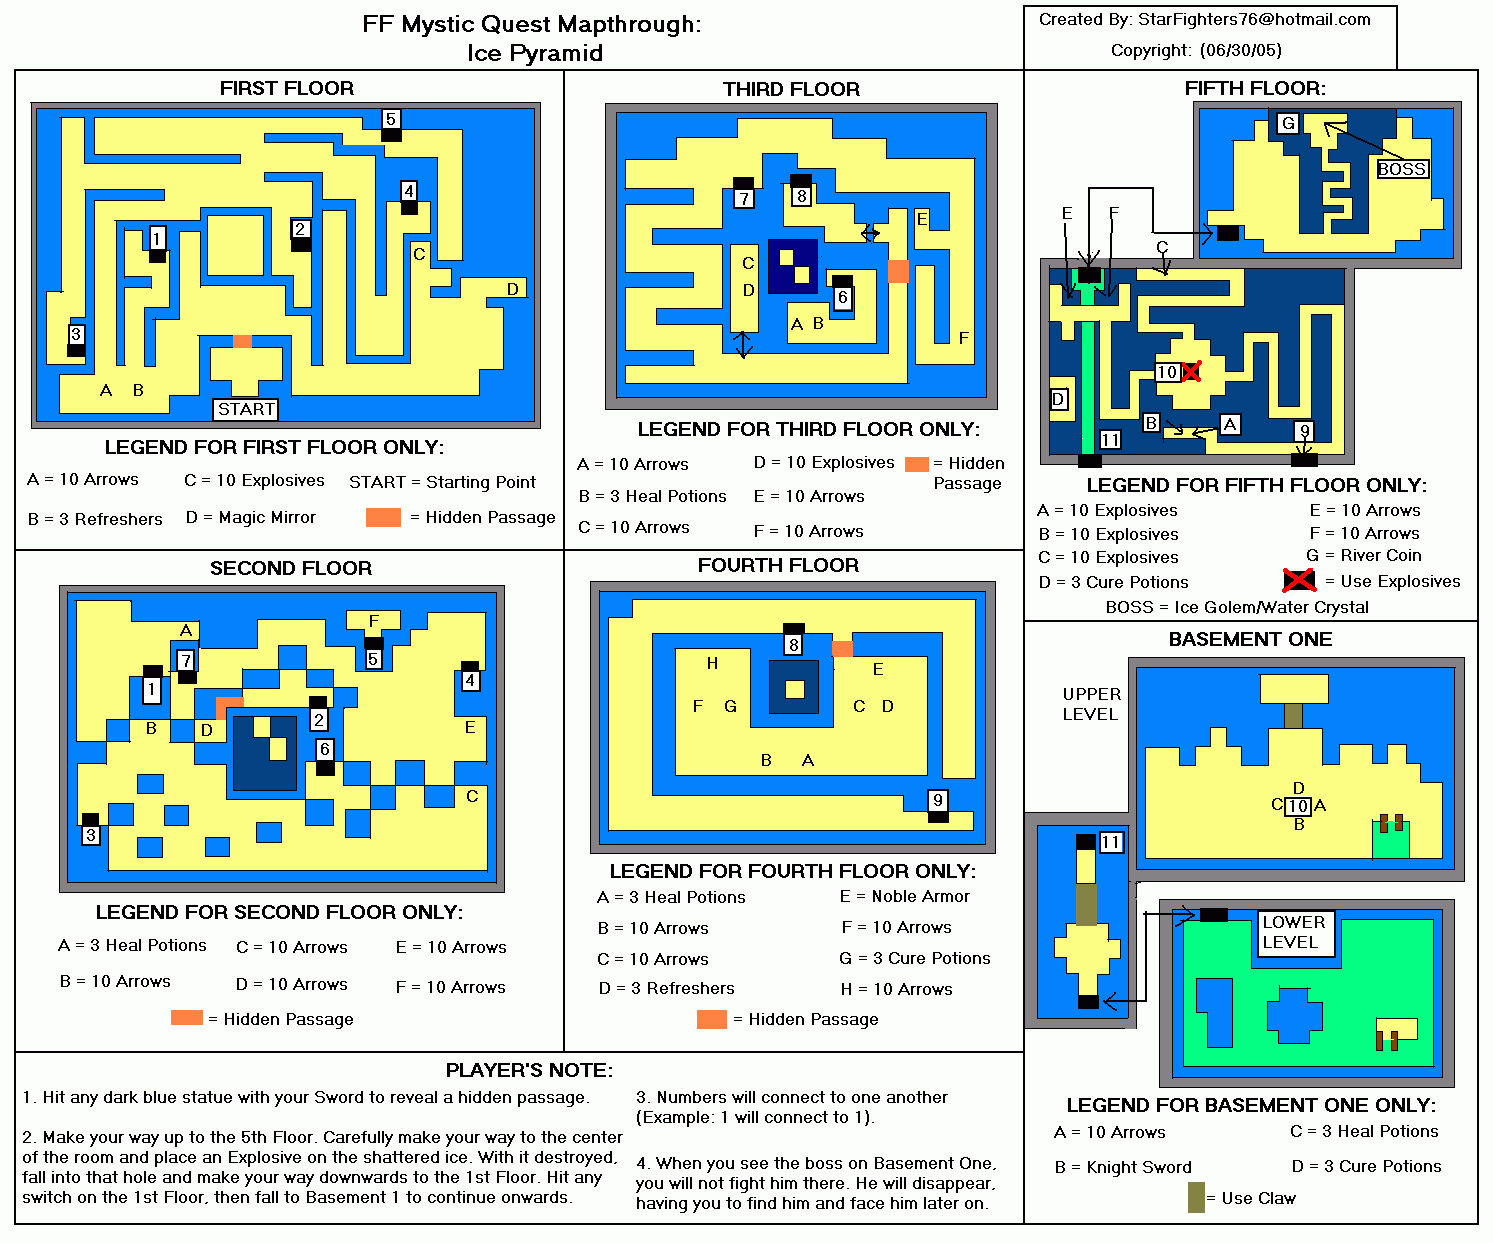 FF Mystic Quest Mapthrough:
Ice Pyramid
Created By: StarFighters76@hotmail.com
Copyright: (06/30/05)
FIRST FLOOR
5
4
1
2
C
D
3
A B
START
LEGEND FOR FIRST FLOOR ONLY:
A = 10 Arrows
C = 10 Explosives
START = Starting Point
B = 3 Refreshers
D = Magic Mirror
= Hidden Passage
THIRD FLOOR
7
8
E
C
D
6
A B
F
LEGEND FOR THIRD FLOOR ONLY:
A = 10 Arrows
D = 10 Explosives
= Hidden
Passage
B = 3 Heal Potions
E = 10 Arrows
C = 10 Arrows
F = 10 Arrows
FIFTH FLOOR:
G
BOSS
E
F
C
10
D
B
A
11
9
LEGEND FOR FIFTH FLOOR ONLY:
A = 10 Explosives
E = 10 Arrows
B = 10 Explosives
F = 10 Arrows
C = 10 Explosives
G = River Coin
D = 3 Cure Potions
= Use Explosives
BOSS = Ice Golem/Water Crystal
SECOND FLOOR
A
F
7
5
1
4
2
B
D
E
6
C
3
LEGEND FOR SECOND FLOOR ONLY:
A = 3 Heal Potions
C = 10 Arrows
E = 10 Arrows
B = 10 Arrows
D = 10 Arrows
F = 10 Arrows
= Hidden Passage
FOURTH FLOOR
8
H
E
F G
C D
B A
9
LEGEND FOR FOURTH FLOOR ONLY:
A = 3 Heal Potions
E = Noble Armor
B = 10 Arrows
F = 10 Arrows
C = 10 Arrows
G = 3 Cure Potions
D = 3 Refreshers
H = 10 Arrows
= Hidden Passage
BASEMENT ONE
UPPER
LEVEL
D
C 10 A
B
11
LOWER
LEVEL
LEGEND FOR BASEMENT ONE ONLY:
A = 10 Arrows
C = 3 Heal Potions
B = Knight Sword
D = 3 Cure Potions
= Use Claw
PLAYER'S NOTE:
1. Hit any dark blue statue with your Sword to reveal a hidden passage.
2. Make your way up to the 5th Floor. Carefully make your way to the center
of the room and place an Explosive on the shattered ice. With it destroyed,
fall into that hole and make your way downwards to the 1st Floor. Hit any
switch on the 1st Floor, then fall to Basement 1 to continue onwards.
3. Numbers will connect to one another
(Example: 1 will connect to 1).
4. When you see the boss on Basement One,
you will not fight him there. He will disappear,
having you to find him and face him later on.